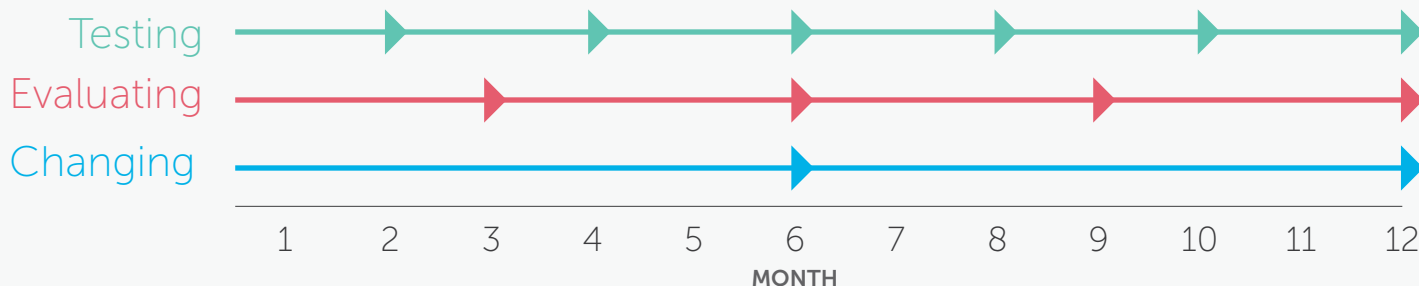 Testing
Evaluating
Changing
1 2 3 4 5 6 7 8 9 10 11 12
MONTH